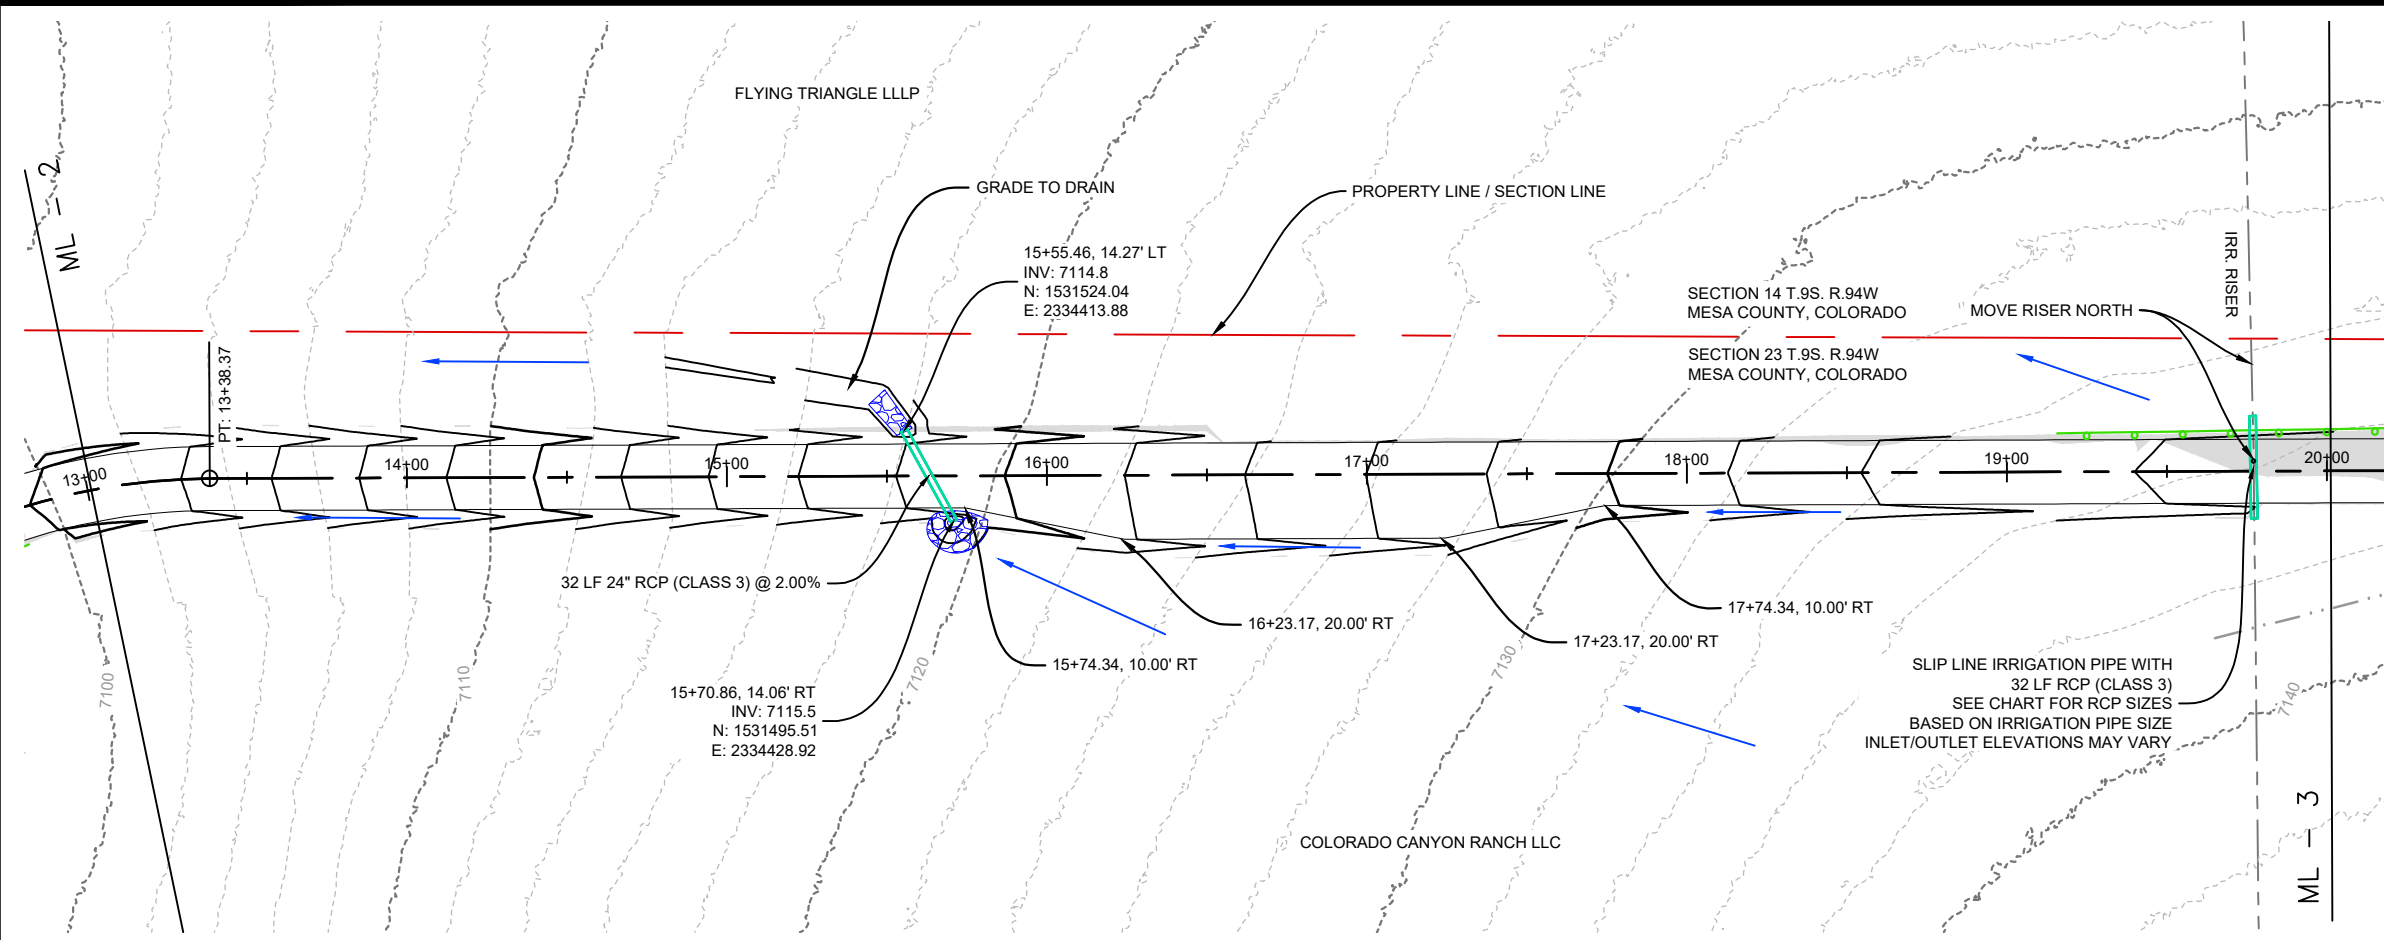 FLYING TRIANGLE LLLP
ML - 2
GRADE TO DRAIN
PROPERTY LINE / SECTION LINE
15+55.46, 14.27' LT
INV: 7114.8
N: 1531524.04
E: 2334413.88
SECTION 14 T.9S. R.94W
MESA COUNTY, COLORADO
MOVE RISER NORTH
IRR. RISER
SECTION 23 T.9S. R.94W
MESA COUNTY, COLORADO
PT: 13+38.37
13+00
14+00
15+00
16+00
17+00
18+00
19+00
20+00
32 LF 24" RCP (CLASS 3) @ 2.00%
16+23.17, 20.00' RT
17+74.34, 10.00' RT
17+23.17, 20.00' RT
15+74.34, 10.00' RT
7100
7110
7120
7130
7140
15+70.86, 14.06' RT
INV: 7115.5
N: 1531495.51
E: 2334428.92
SLIP LINE IRRIGATION PIPE WITH
32 LF RCP (CLASS 3)
SEE CHART FOR RCP SIZES
BASED ON IRRIGATION PIPE SIZE
INLET/OUTLET ELEVATIONS MAY VARY
COLORADO CANYON RANCH LLC
ML - 3